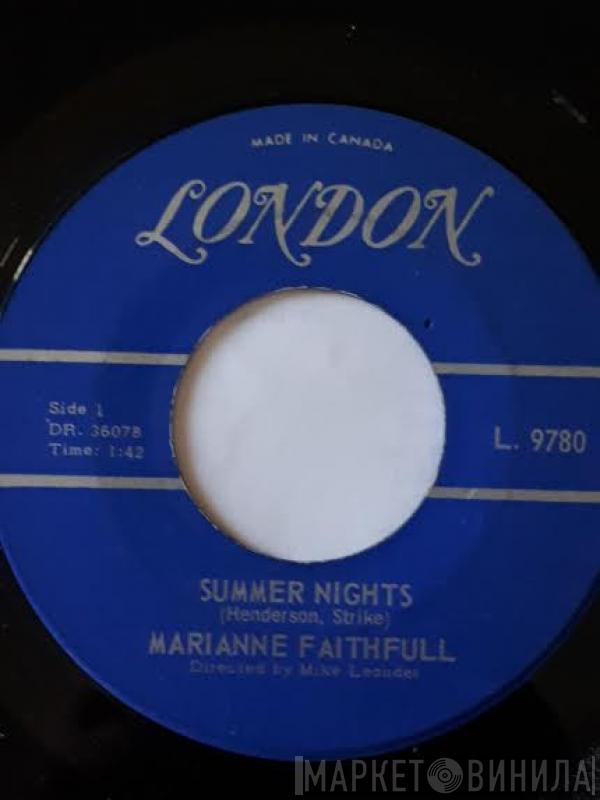 MADE IN CANADA
LONDON
Side 1
DR. 36078
Time: 1:42
L. 9780
SUMMER NIGHTS
(Henderson, Strike)
MARIANNE FAITHFULL
Directed by Mike Leander
МАРКЕТ ВИНИЛА